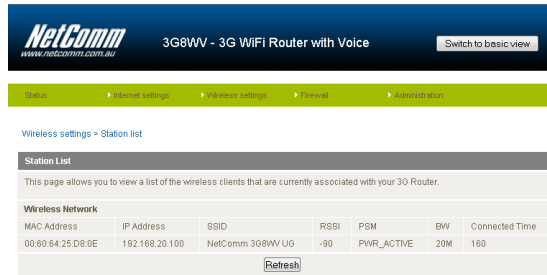 NetComm
www.netcomm.com.au
3G8WV - 3G WiFi Router with Voice
Switch to basic view
Status Internet settings Wireless settings Firewall Administration
Wireless settings > Station list
Station List
This page allows you to view a list of the wireless clients that are currently associated with your 3G Router.
Wireless Network
MAC Address IP Address SSID RSSI PSM BW Connected Time
00:60:64:25:D8:0E 192.168.20.100 NetComm 3G8WV UG -90 PWR_ACTIVE 20M 160
Refresh